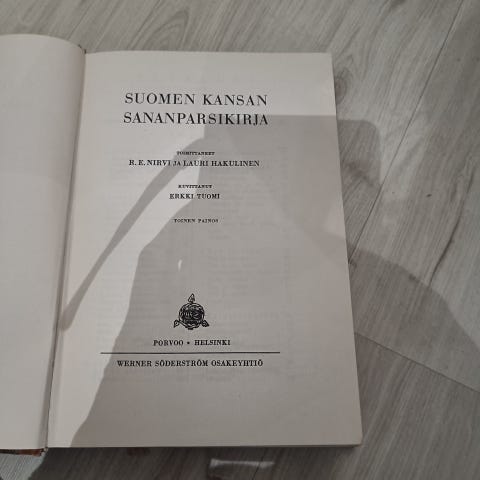 SUOMEN KANSAN
SANANPARSIKIRJA
TOIMITTANEET
R. E. NIRVI JA LAURI HAKULINEN
KUVITTANUT
ERKKI TUOMI
TOINEN PAINOS
PORVOO • HELSINKI
WERNER SÖDERSTRÖM OSAKEYHTIÖ